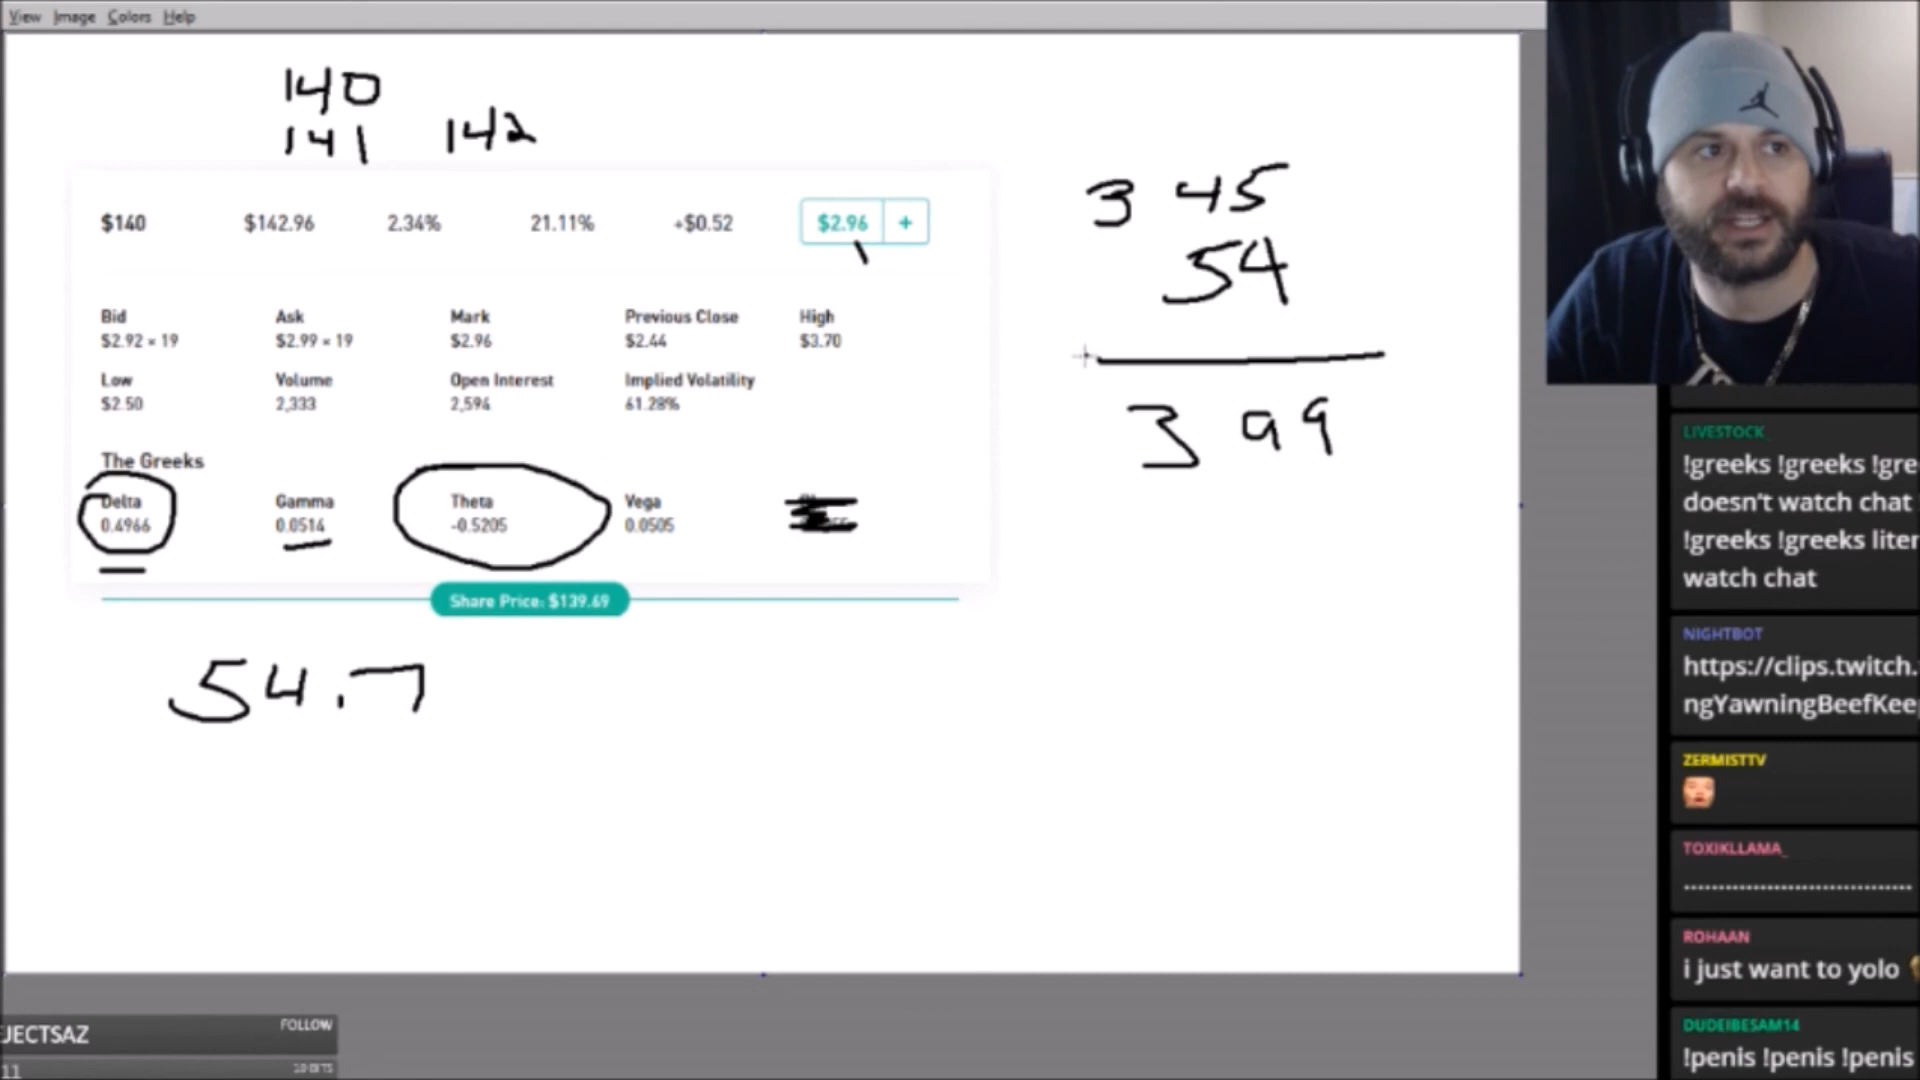 View Image Colors Help
140
141 142
$140 $142.96 2.34% 21.11% +$0.52 $2.96 +
Bid Ask Mark Previous Close High
$2.92 × 19 $2.99 × 19 $2.96 $2.44 $3.70
Low Volume Open Interest Implied Volatility
$2.50 2,333 2,594 61.28%
The Greeks
Delta Gamma Theta Vega
0.4966 0.0514 -0.5205 0.0505
Share Price: $139.69
54.7
3 45
54
3 99
LIVESTOCK_
!greeks !greeks !gre
doesn't watch chat
!greeks !greeks liter
watch chat
NIGHTBOT
https://clips.twitch.
ngYawningBeefKee
ZERMISTTV
TOXIKLLAMA_
................................
ROHAAN
i just want to yolo
DUDEIBESAM14
!penis !penis !penis
JECTSAZ FOLLOW
11